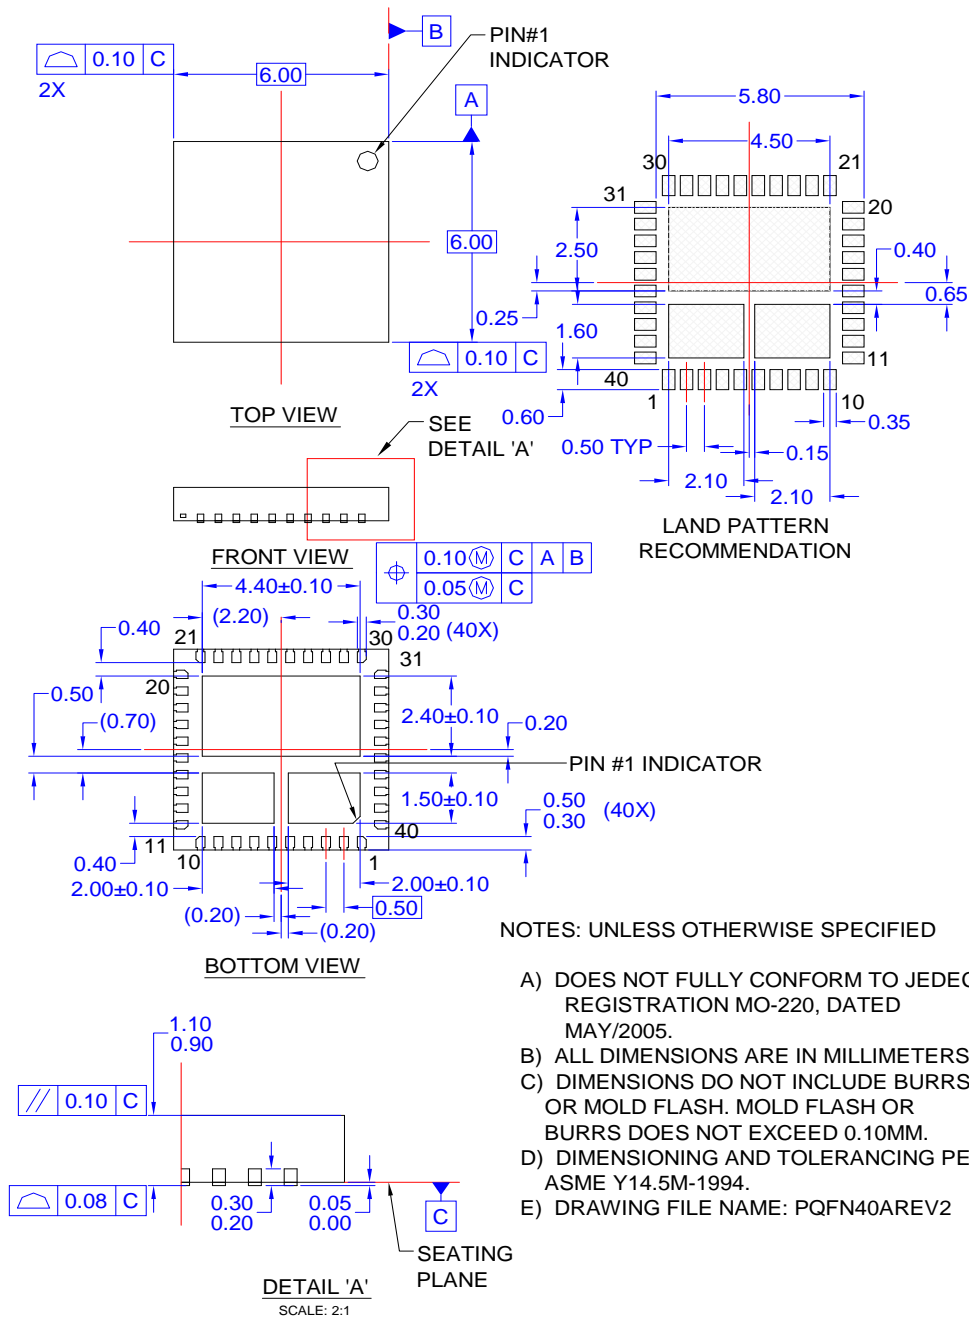 B
PIN#1
INDICATOR
0.10 C
2X
6.00
A
6.00
0.10 C
2X
TOP VIEW
5.80
4.50
30
21
31
20
2.50
0.40
0.65
0.25
1.60
40
11
1
10
0.60
0.35
0.50 TYP
0.15
2.10
2.10
LAND PATTERN
RECOMMENDATION
SEE
DETAIL 'A'
FRONT VIEW
0.10 M C A B
0.05 M C
4.40±0.10
(2.20)
0.30
0.20 (40X)
0.40
21
30
31
20
0.50
(0.70)
2.40±0.10
0.20
PIN #1 INDICATOR
1.50±0.10
0.50
0.30
(40X)
40
11
10
1
0.40
2.00±0.10
2.00±0.10
0.50
(0.20)
(0.20)
BOTTOM VIEW
NOTES: UNLESS OTHERWISE SPECIFIED
A) DOES NOT FULLY CONFORM TO JEDEC
REGISTRATION MO-220, DATED
MAY/2005.
B) ALL DIMENSIONS ARE IN MILLIMETERS
C) DIMENSIONS DO NOT INCLUDE BURRS
OR MOLD FLASH. MOLD FLASH OR
BURRS DOES NOT EXCEED 0.10MM.
D) DIMENSIONING AND TOLERANCING PE
ASME Y14.5M-1994.
E) DRAWING FILE NAME: PQFN40AREV2
1.10
0.90
// 0.10 C
0.08 C
0.30
0.20
0.05
0.00
C
SEATING
PLANE
DETAIL 'A'
SCALE: 2:1